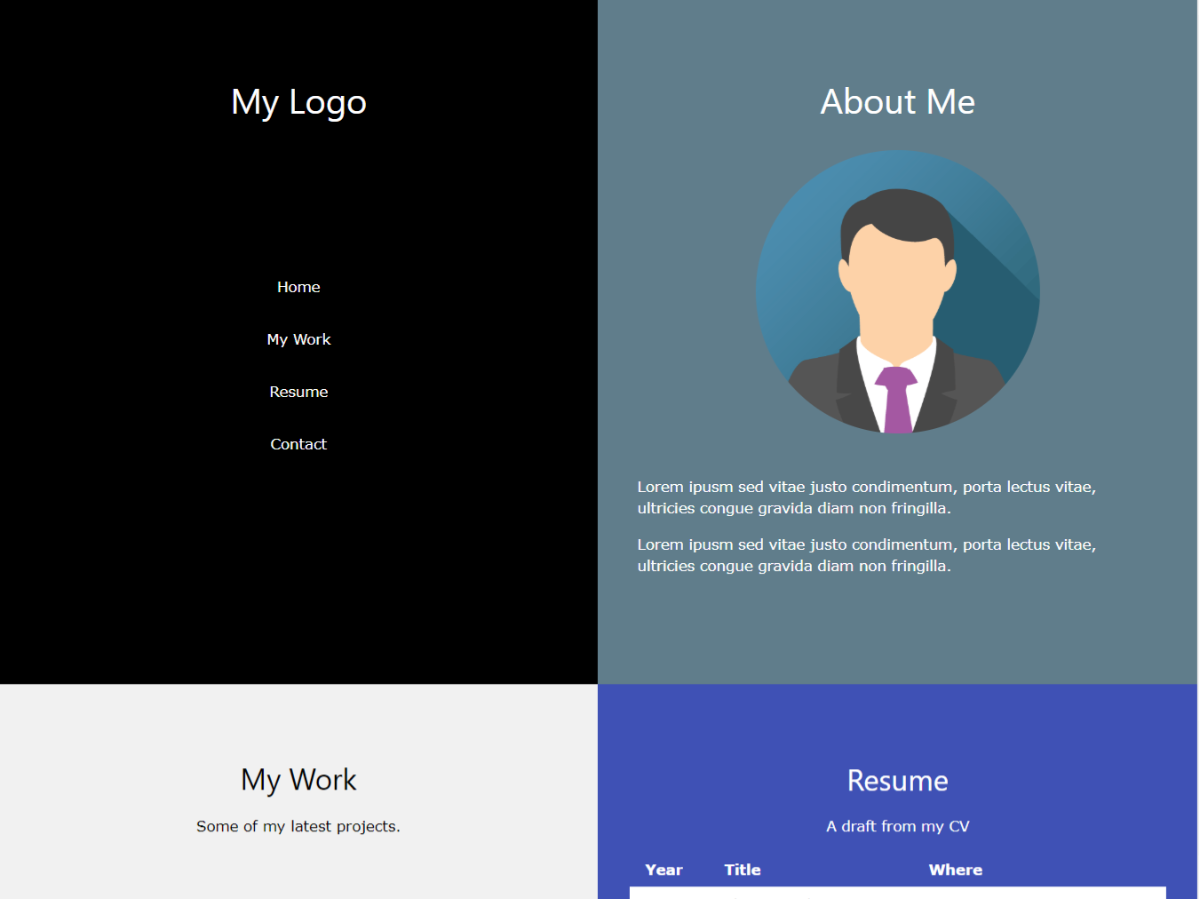 My Logo
Home
My Work
Resume
Contact
About Me
Lorem ipusm sed vitae justo condimentum, porta lectus vitae,
ultricies congue gravida diam non fringilla.
Lorem ipusm sed vitae justo condimentum, porta lectus vitae,
ultricies congue gravida diam non fringilla.
My Work
Some of my latest projects.
Resume
A draft from my CV
Year Title Where